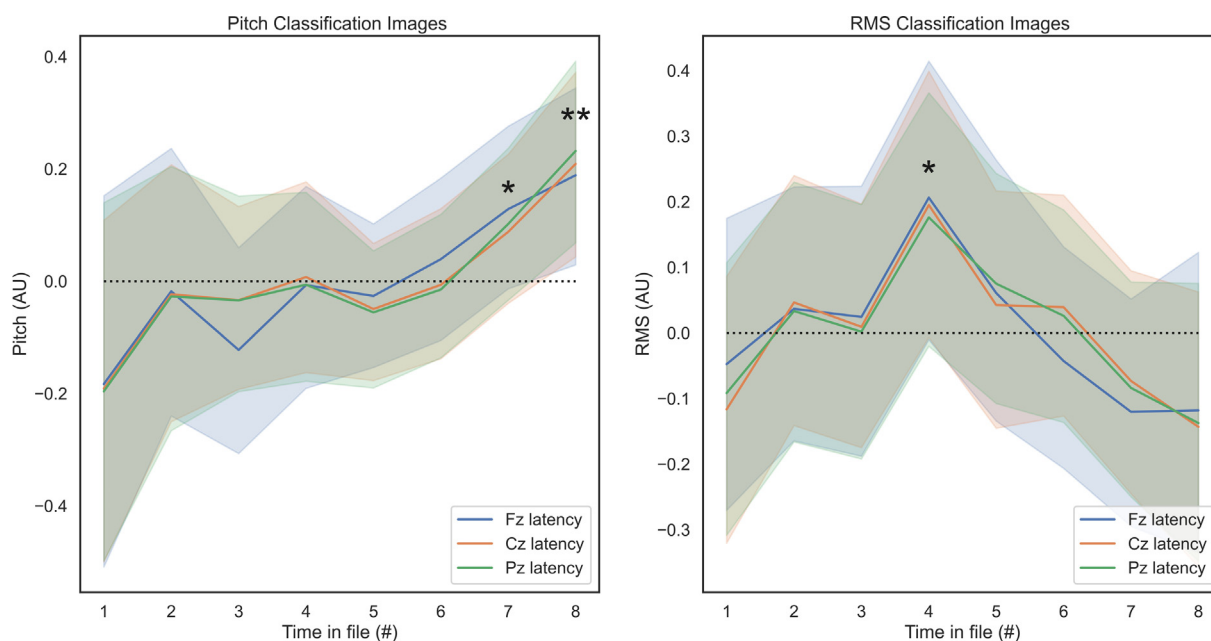 Pitch Classification Images
0.4
0.2
0.0
−0.2
−0.4
Pitch (AU)
**
*
Fz latency
Cz latency
Pz latency
1 2 3 4 5 6 7 8
Time in file (#)
RMS Classification Images
0.4
0.3
0.2
0.1
0.0
−0.1
−0.2
−0.3
RMS (AU)
*
Fz latency
Cz latency
Pz latency
1 2 3 4 5 6 7 8
Time in file (#)